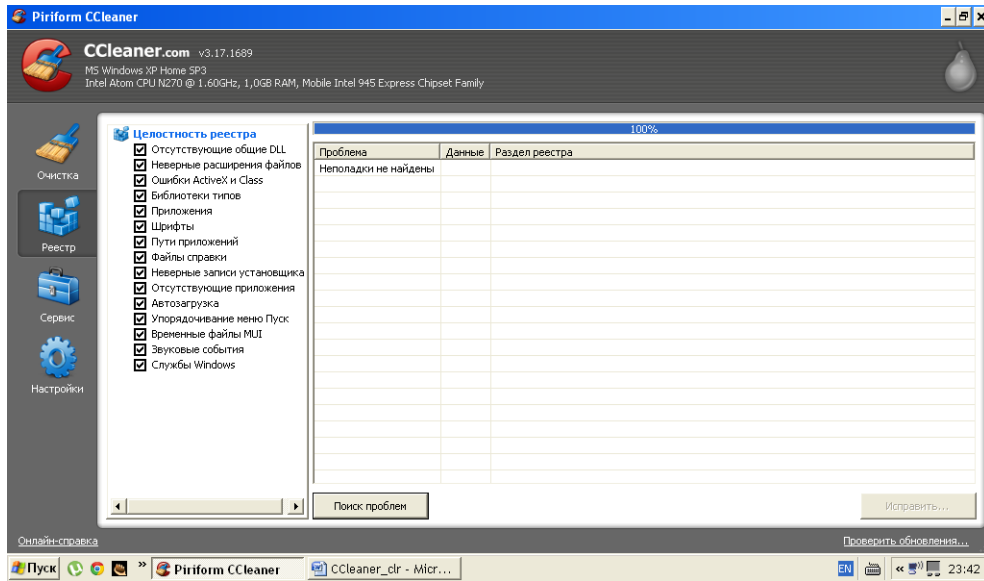 Piriform CCleaner
CCleaner.com v3.17.1689
MS Windows XP Home SP3
Intel Atom CPU N270 @ 1.60GHz, 1,0GB RAM, Mobile Intel 945 Express Chipset Family
Очистка
Реестр
Сервис
Настройки
Целостность реестра
Отсутствующие общие DLL
Неверные расширения файлов
Ошибки ActiveX и Class
Библиотеки типов
Приложения
Шрифты
Пути приложений
Файлы справки
Неверные записи установщика
Отсутствующие приложения
Автозагрузка
Упорядочивание меню Пуск
Временные файлы MUI
Звуковые события
Службы Windows
100%
Проблема Данные Раздел реестра
Неполадки не найдены
Поиск проблем Исправить...
Онлайн-справка Проверить обновления...
Пуск » Piriform CCleaner CCleaner_clr - Micr... EN « 23:42